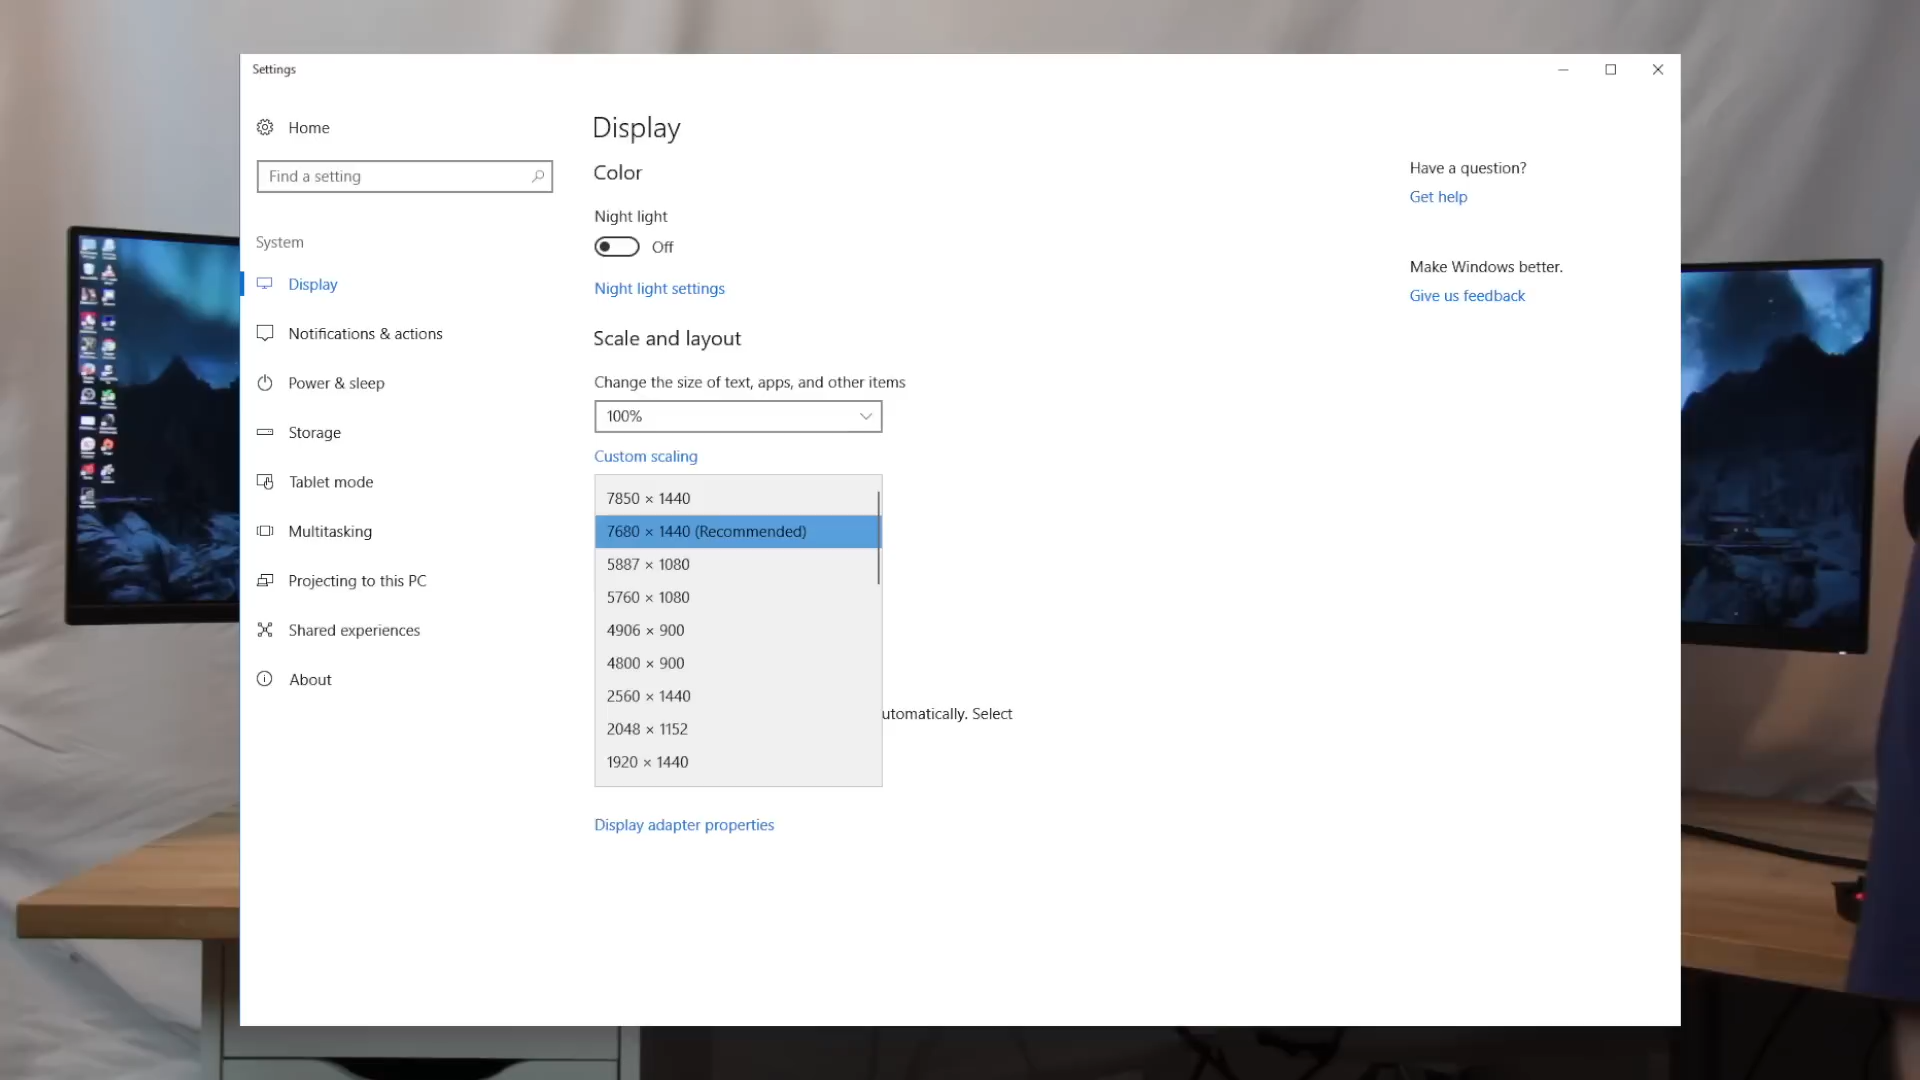 Settings
Home
Find a setting
System
Display
Notifications & actions
Power & sleep
Storage
Tablet mode
Multitasking
Projecting to this PC
Shared experiences
About
Display
Color
Night light
Off
Night light settings
Scale and layout
Change the size of text, apps, and other items
100%
Custom scaling
7850 × 1440
7680 × 1440 (Recommended)
5887 × 1080
5760 × 1080
4906 × 900
4800 × 900
2560 × 1440
2048 × 1152
1920 × 1440
utomatically. Select
Display adapter properties
Have a question?
Get help
Make Windows better.
Give us feedback